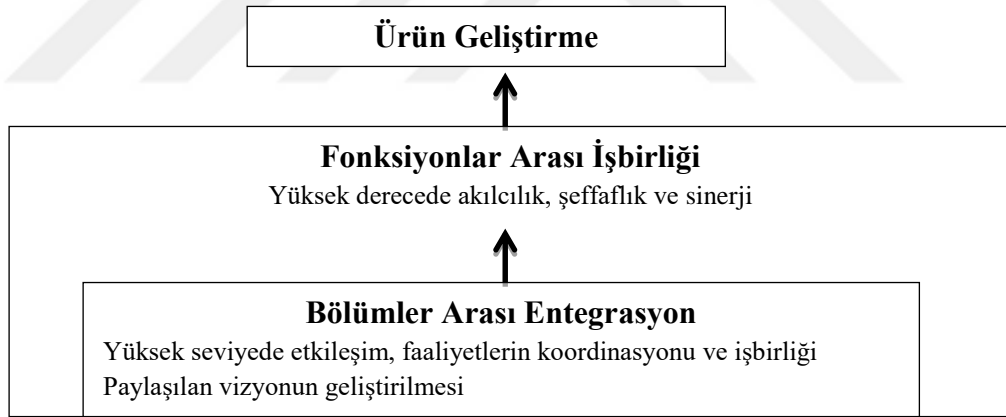 Ürün Geliştirme
Fonksiyonlar Arası İşbirliği
Yüksek derecede akılcılık, şeffaflık ve sinerji
Bölümler Arası Entegrasyon
Yüksek seviyede etkileşim, faaliyetlerin koordinasyonu ve işbirliği
Paylaşılan vizyonun geliştirilmesi